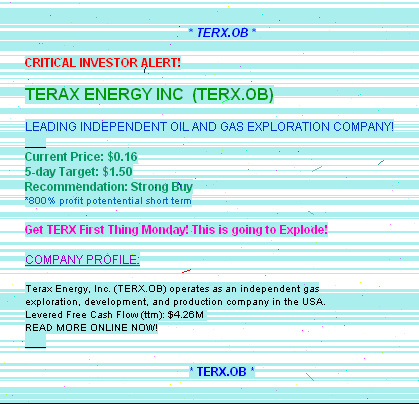 * TERX.OB *
CRITICAL INVESTOR ALERT!
TERAX ENERGY INC (TERX.OB)
LEADING INDEPENDENT OIL AND GAS EXPLORATION COMPANY!
Current Price: $0.16
5-day Target: $1.50
Recommendation: Strong Buy
*800% profit potentential short term
Get TERX First Thing Monday! This is going to Explode!
COMPANY PROFILE:
Terax Energy, Inc. (TERX.OB) operates as an independent gas
exploration, development, and production company in the USA.
Levered Free Cash Flow (ttm): $4.26M
READ MORE ONLINE NOW!
* TERX.OB *